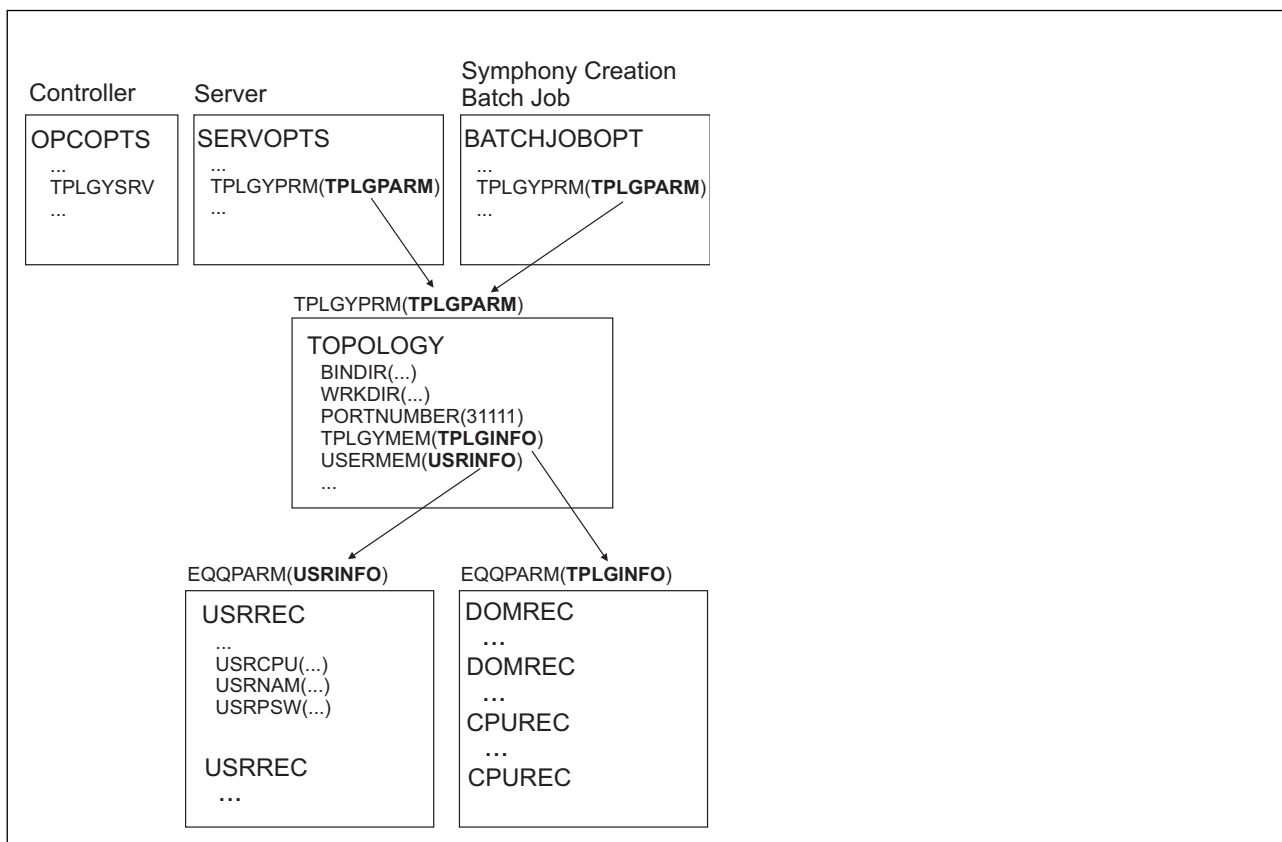 Controller
OPCOPTS
...
TPLGYSRV
...
Server
SERVOPTS
...
TPLGYPRM(TPLGPARM)
...
Symphony Creation
Batch Job
BATCHJOBOPT
...
TPLGYPRM(TPLGPARM)
...
TPLGYPRM(TPLGPARM)
TOPOLOGY
BINDIR(...)
WRKDIR(...)
PORTNUMBER(31111)
TPLGYMEM(TPLGINFO)
USERMEM(USRINFO)
...
EQQPARM(USRINFO)
USRREC
...
USRCPU(...)
USRNAM(...)
USRPSW(...)
USRREC
...
EQQPARM(TPLGINFO)
DOMREC
...
DOMREC
...
CPUREC
...
CPUREC